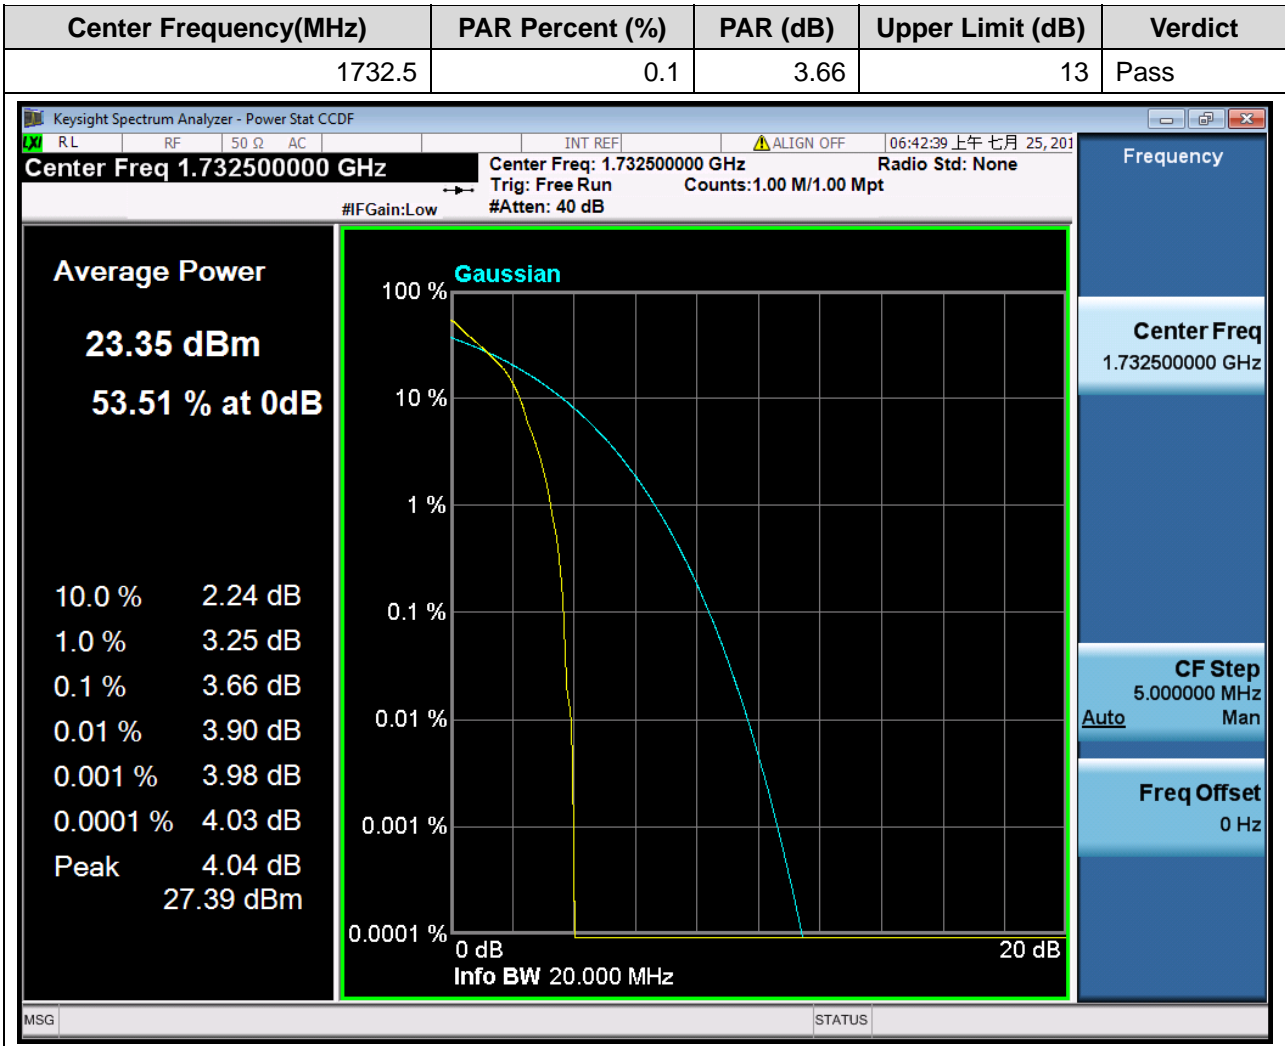 Center Frequency(MHz) PAR Percent (%) PAR (dB) Upper Limit (dB) Verdict
1732.5 0.1 3.66 13 Pass
Keysight Spectrum Analyzer - Power Stat CCDF
LXI RL RF 50 Ω AC INT REF ALIGN OFF 06:42:39 上午 七月 25, 201
Center Freq 1.732500000 GHz
Center Freq: 1.732500000 GHz Radio Std: None
Trig: Free Run Counts:1.00 M/1.00 Mpt
#IFGain:Low #Atten: 40 dB
Average Power
23.35 dBm
53.51 % at 0dB
10.0 % 2.24 dB
1.0 % 3.25 dB
0.1 % 3.66 dB
0.01 % 3.90 dB
0.001 % 3.98 dB
0.0001 % 4.03 dB
Peak 4.04 dB
27.39 dBm
Gaussian
100 %
10 %
1 %
0.1 %
0.01 %
0.001 %
0.0001 %
0 dB 20 dB
Info BW 20.000 MHz
Frequency
Center Freq
1.732500000 GHz
CF Step
5.000000 MHz
Auto Man
Freq Offset
0 Hz
MSG STATUS